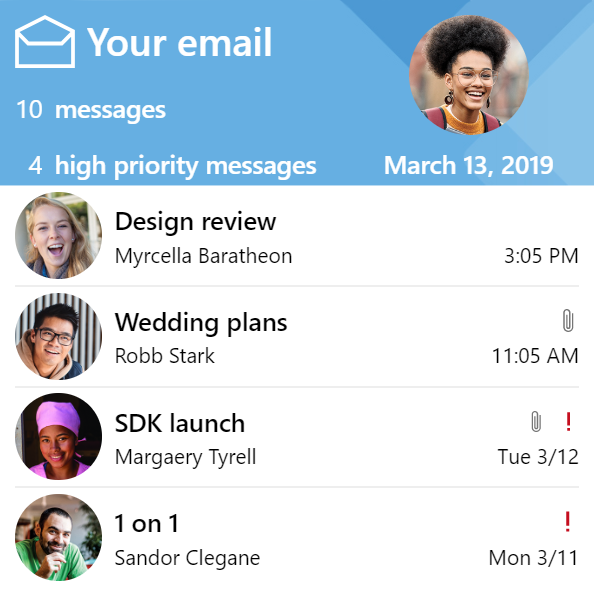 Your email
10 messages
4 high priority messages March 13, 2019
Design review
Myrcella Baratheon 3:05 PM
Wedding plans
Robb Stark 11:05 AM
SDK launch !
Margaery Tyrell Tue 3/12
1 on 1 !
Sandor Clegane Mon 3/11